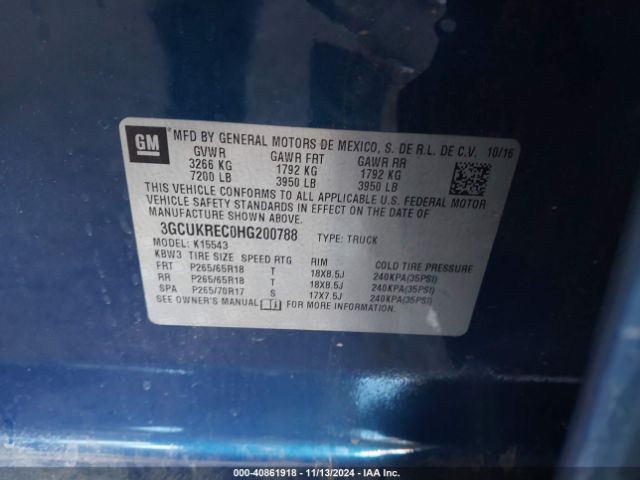 GM
MFD BY GENERAL MOTORS DE MEXICO, S. DE R.L. DE C.V. 10/16
GVWR GAWR FRT GAWR RR
3266 KG 1792 KG 1792 KG
7200 LB 3950 LB 3950 LB
THIS VEHICLE CONFORMS TO ALL APPLICABLE U.S. FEDERAL MOTOR
VEHICLE SAFETY STANDARDS IN EFFECT ON THE DATE OF
MANUFACTURE SHOWN ABOVE.
3GCUKREC0HG200788 TYPE: TRUCK
MODEL: K15543
KBW3 TIRE SIZE SPEED RTG RIM COLD TIRE PRESSURE
FRT P265/65R18 T 18X8.5J 240KPA(35PSI)
RR P265/65R18 T 18X8.5J 240KPA(35PSI)
SPA P265/70R17 S 17X7.5J 240KPA(35PSI)
SEE OWNER'S MANUAL i FOR MORE INFORMATION.
000-40861918 - 11/13/2024 - IAA Inc.